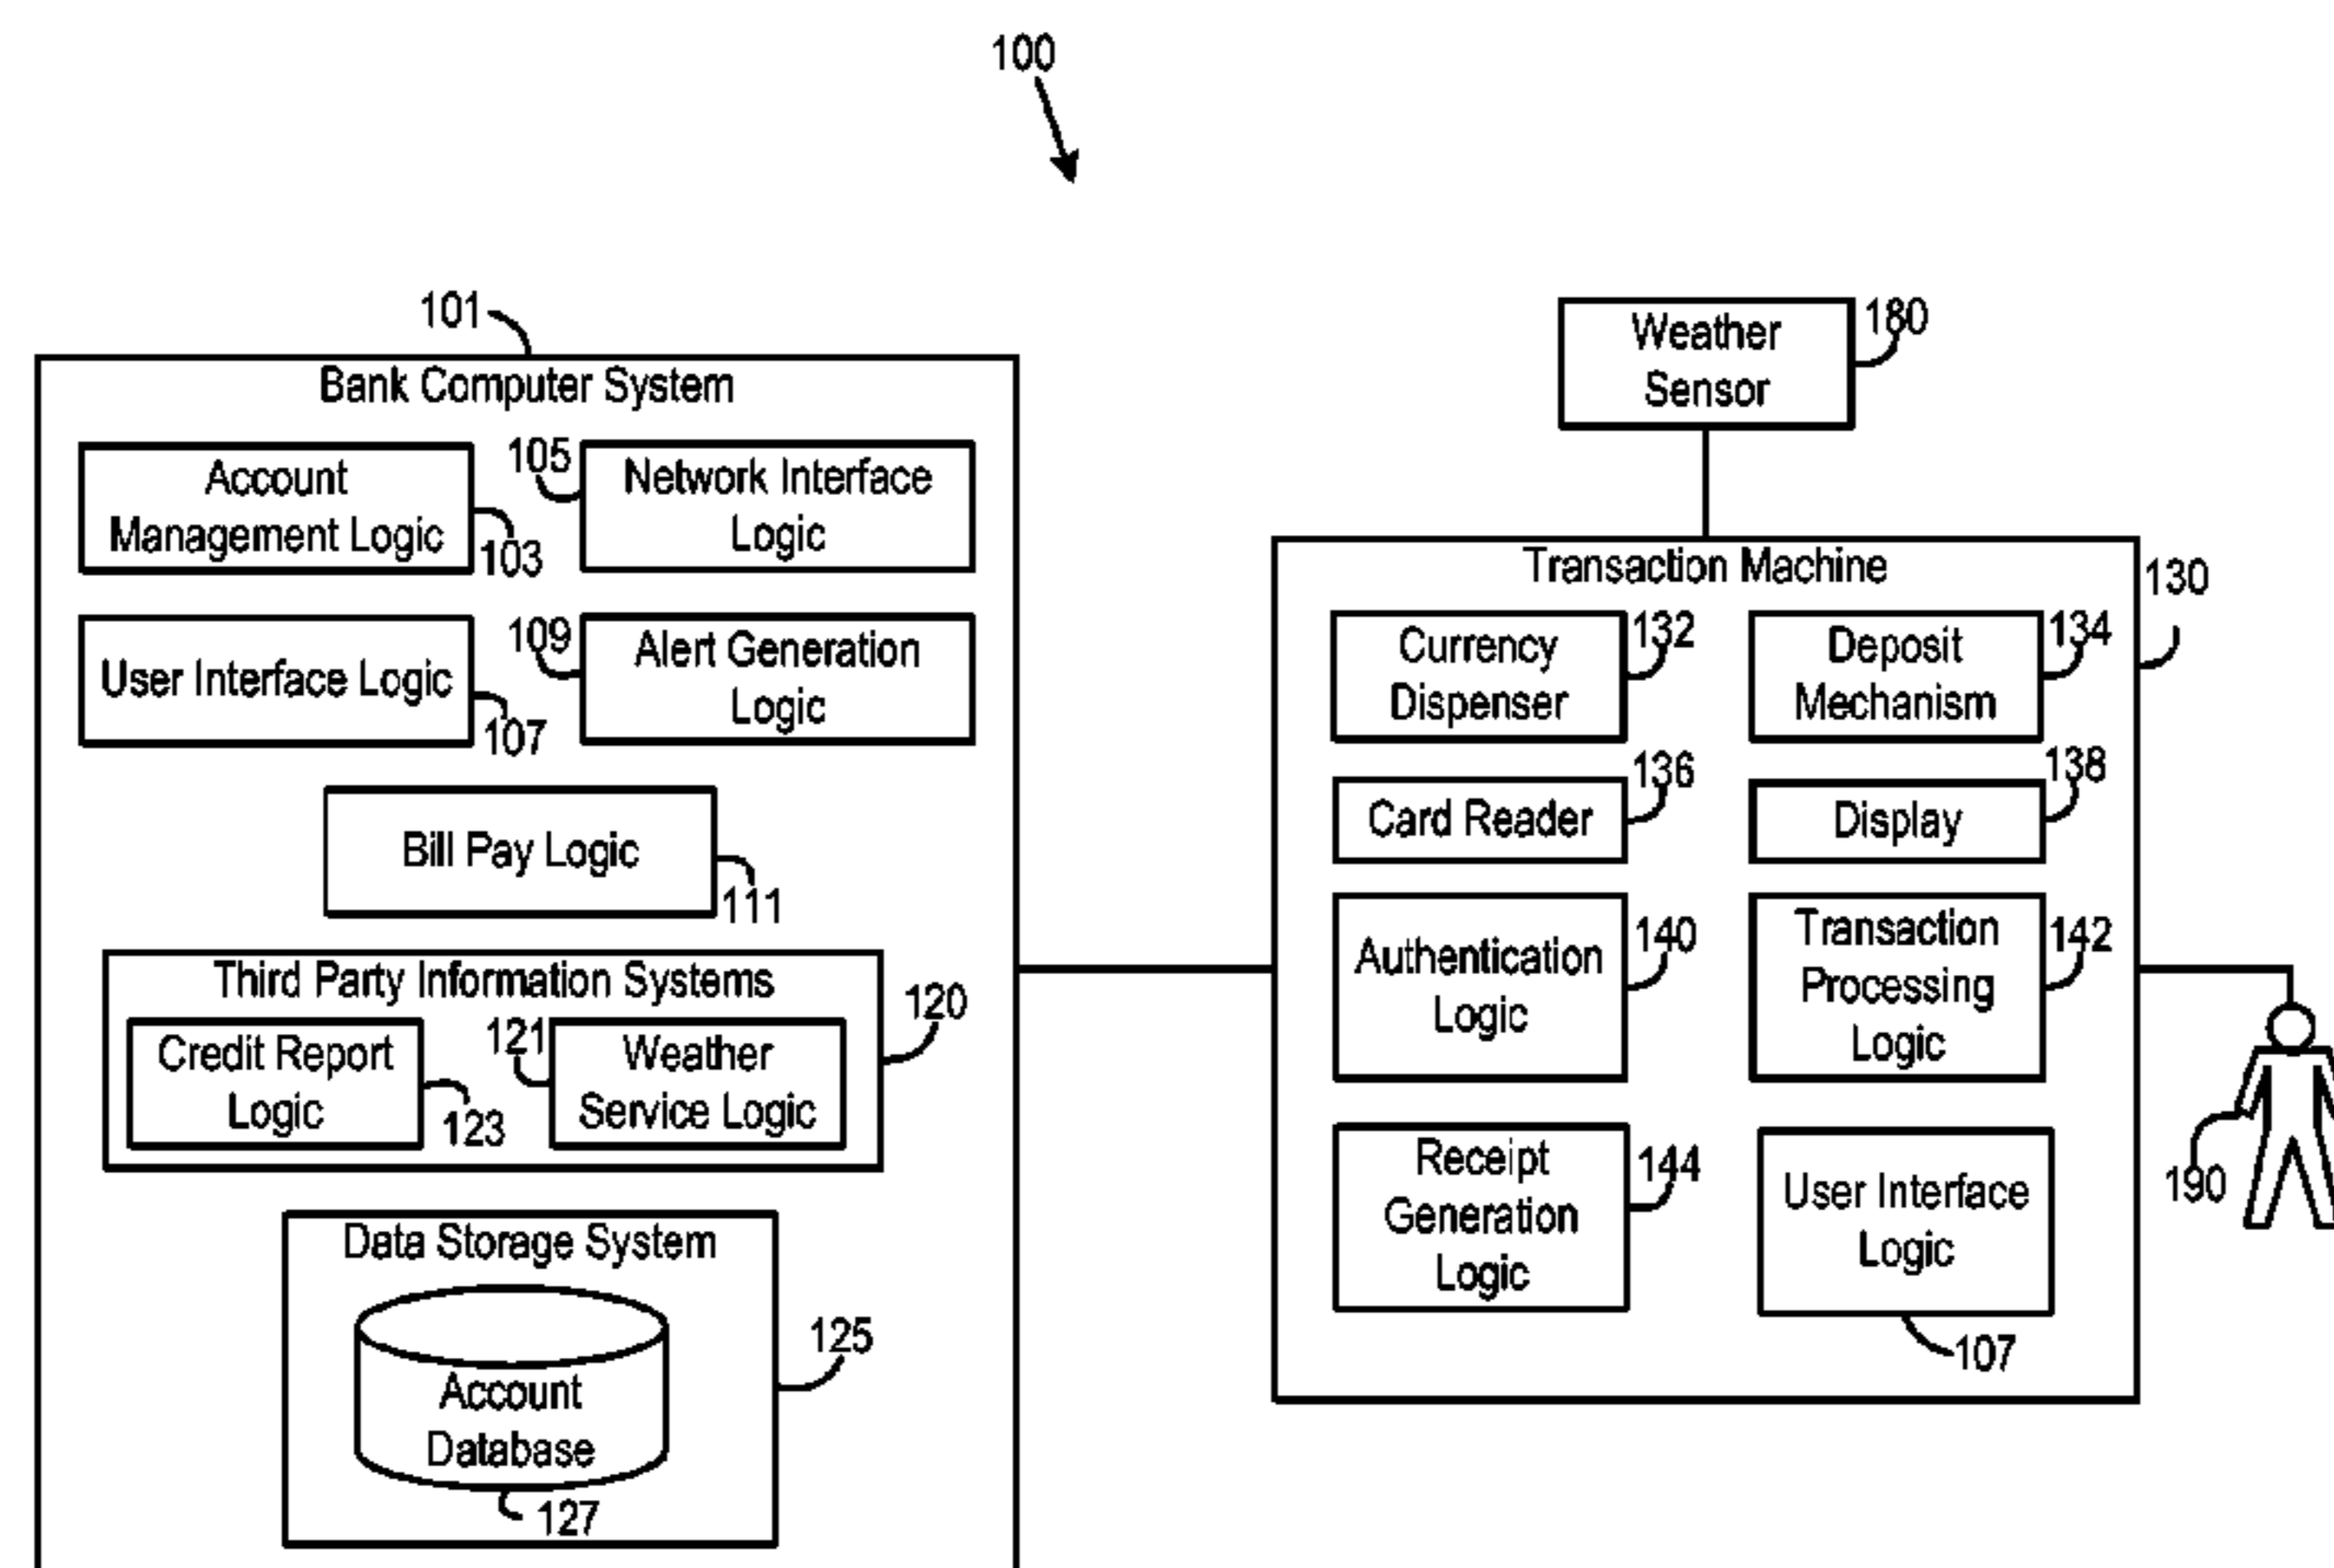 100
101
Bank Computer System
Account
Management Logic
103
105
Network Interface
Logic
User Interface Logic
107
109
Alert Generation
Logic
Bill Pay Logic
111
Third Party Information Systems
120
Credit Report
Logic
123
121
Weather
Service Logic
Data Storage System
125
Account
Database
127
Weather
Sensor
180
Transaction Machine
130
Currency
Dispenser
132
Deposit
Mechanism
134
Card Reader
136
Display
138
Authentication
Logic
140
Transaction
Processing
Logic
142
Receipt
Generation
Logic
144
User Interface
Logic
107
190